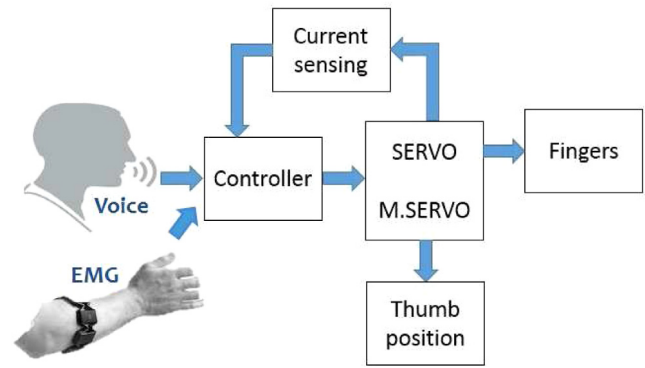 Current
sensing
Voice
Controller
SERVO
M.SERVO
Fingers
EMG
Thumb
position